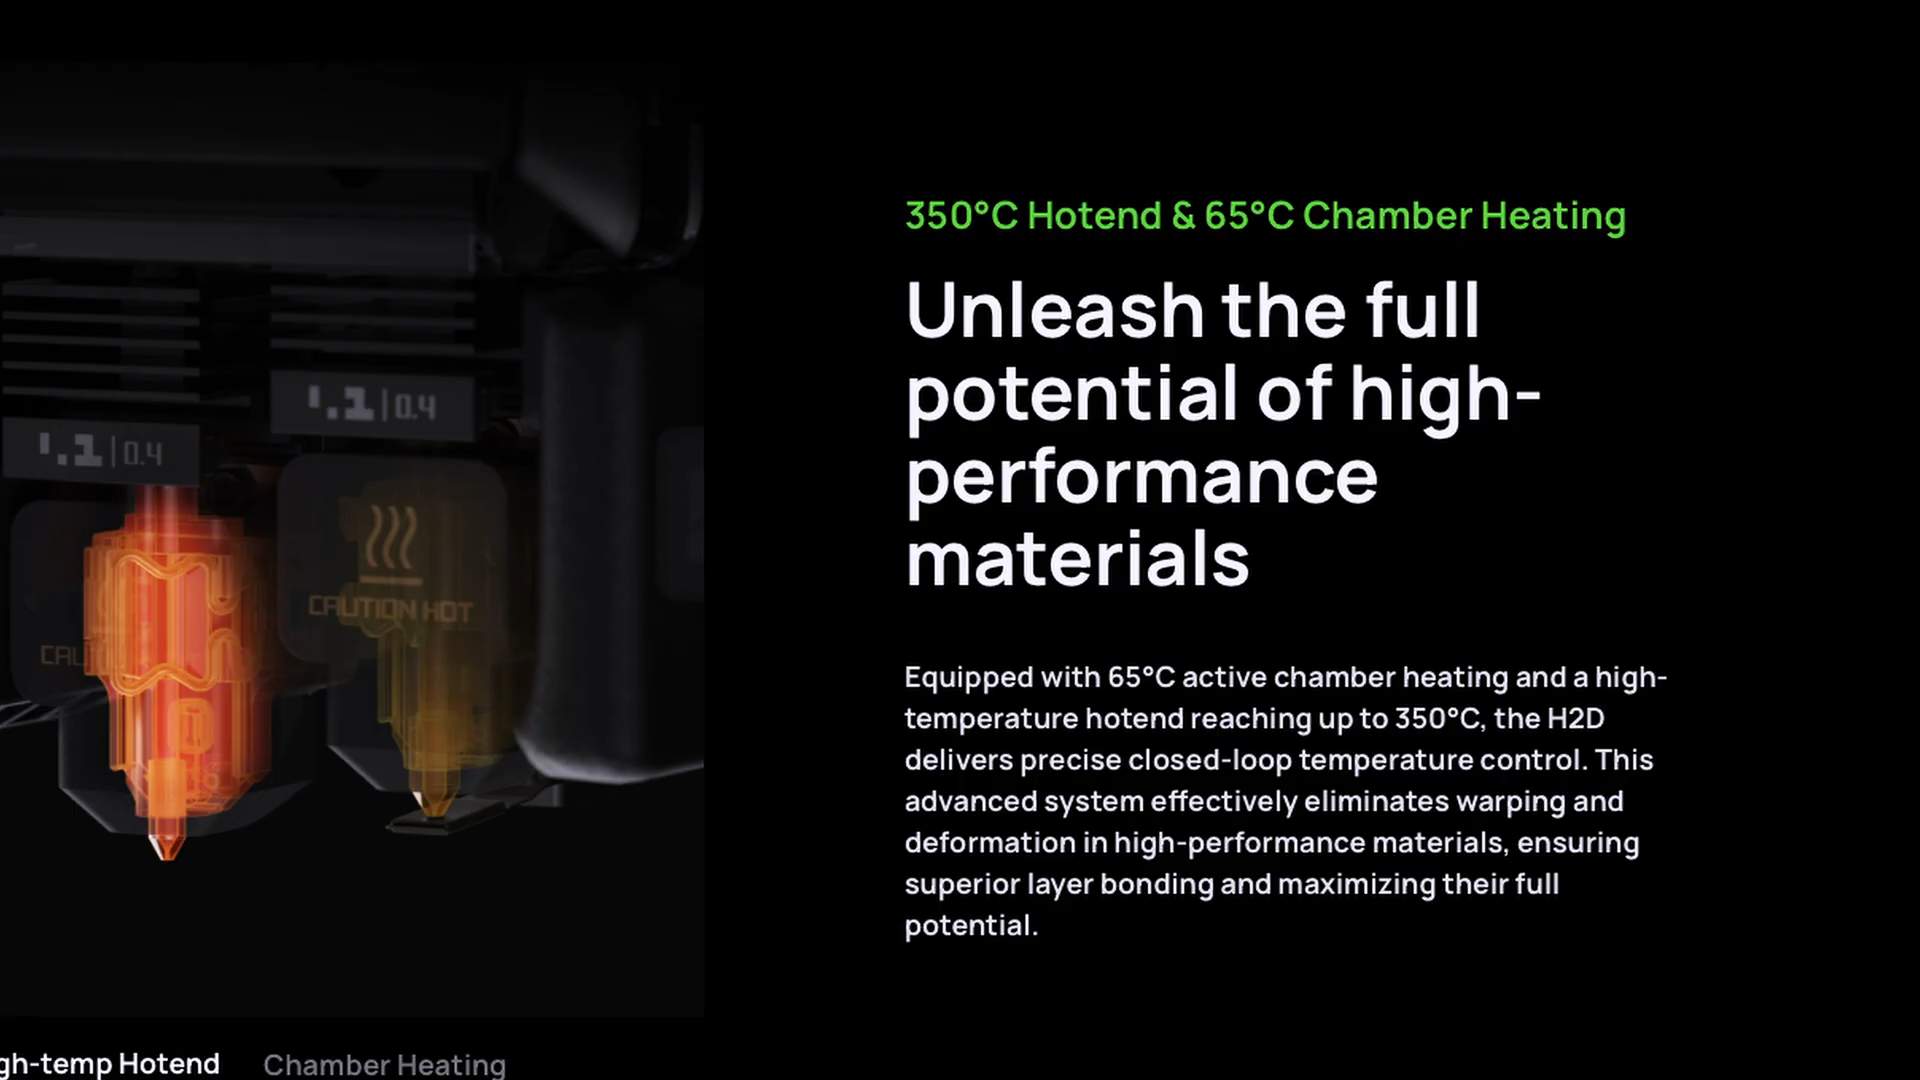 350°C Hotend & 65°C Chamber Heating
Unleash the full
potential of high-
performance
materials
Equipped with 65°C active chamber heating and a high-
temperature hotend reaching up to 350°C, the H2D
delivers precise closed-loop temperature control. This
advanced system effectively eliminates warping and
deformation in high-performance materials, ensuring
superior layer bonding and maximizing their full
potential.
0.4
0.4
CAUTION HOT
gh-temp Hotend
Chamber Heating